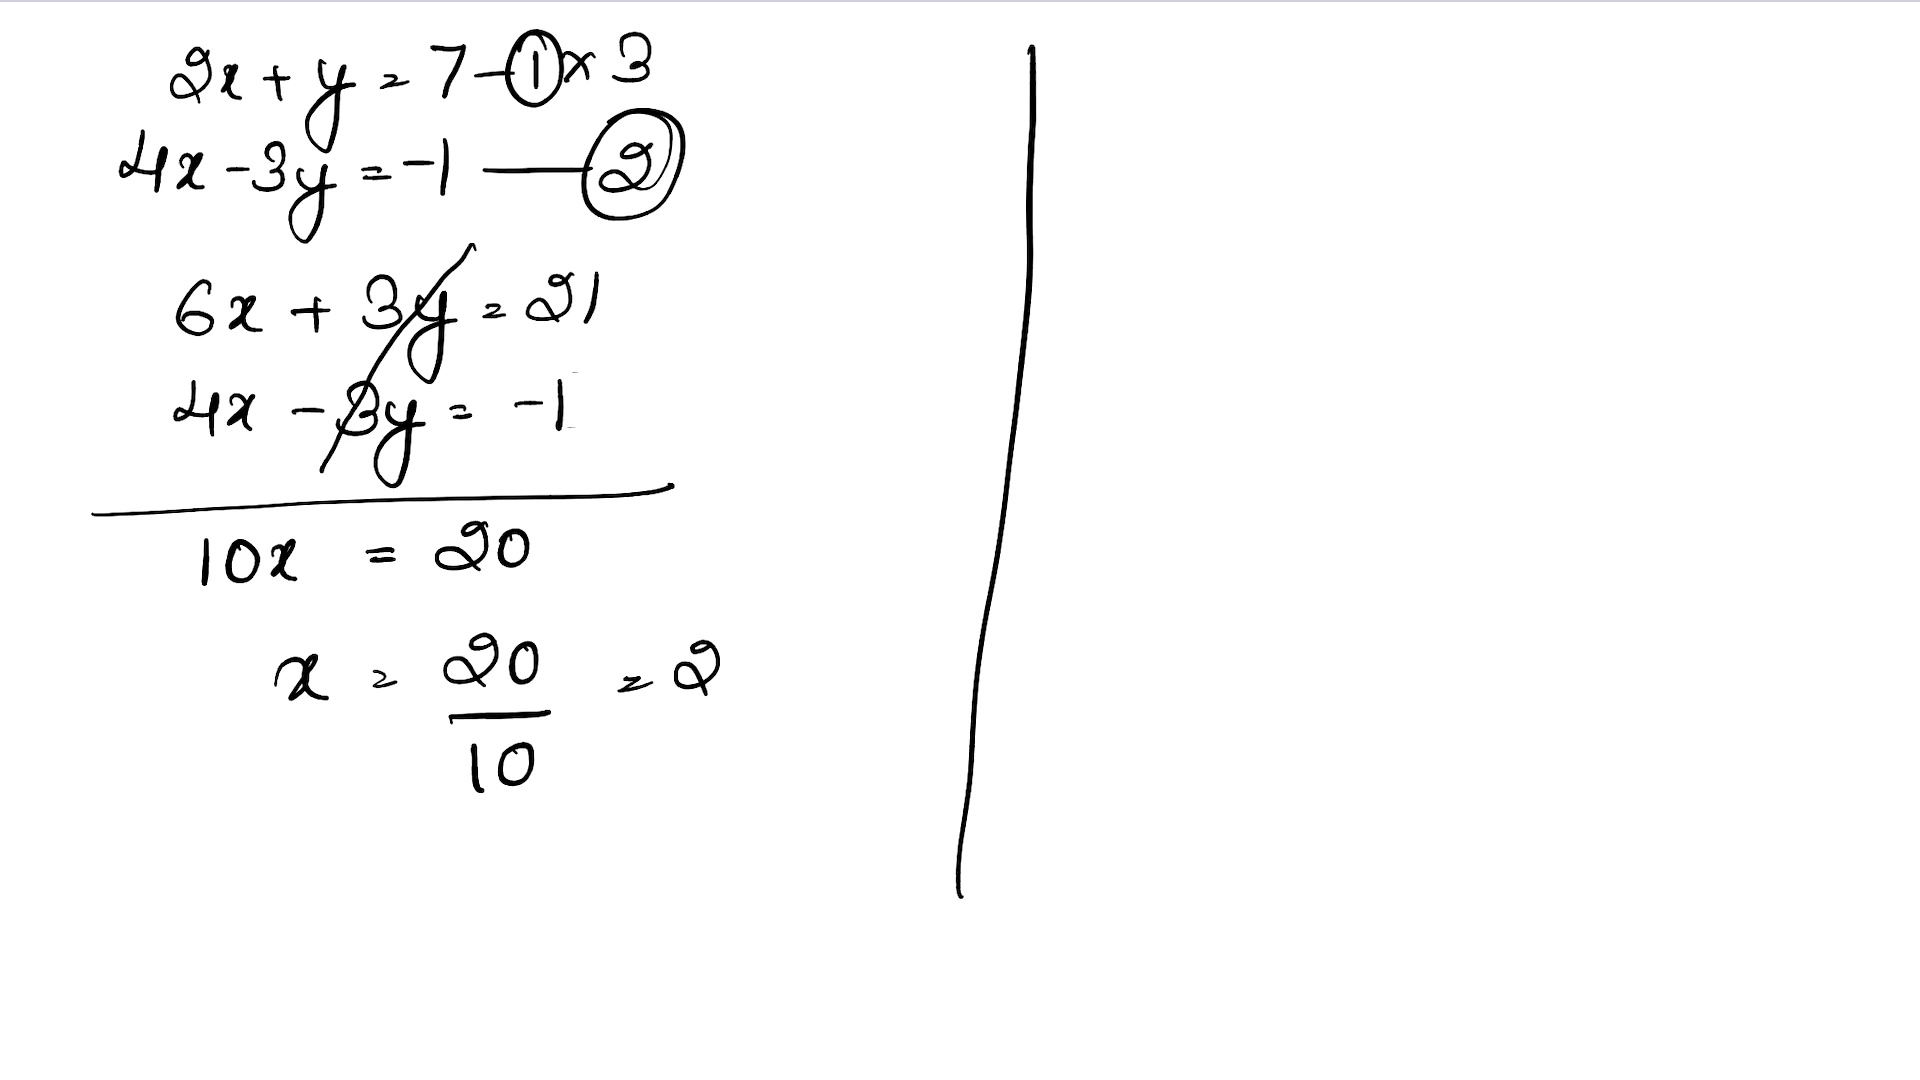 2x + y = 7 — ① × 3
4x - 3y = -1 — ②
6x + 3y = 21
4x - 3y = -1
10x = 20
x = 20/10 = 2